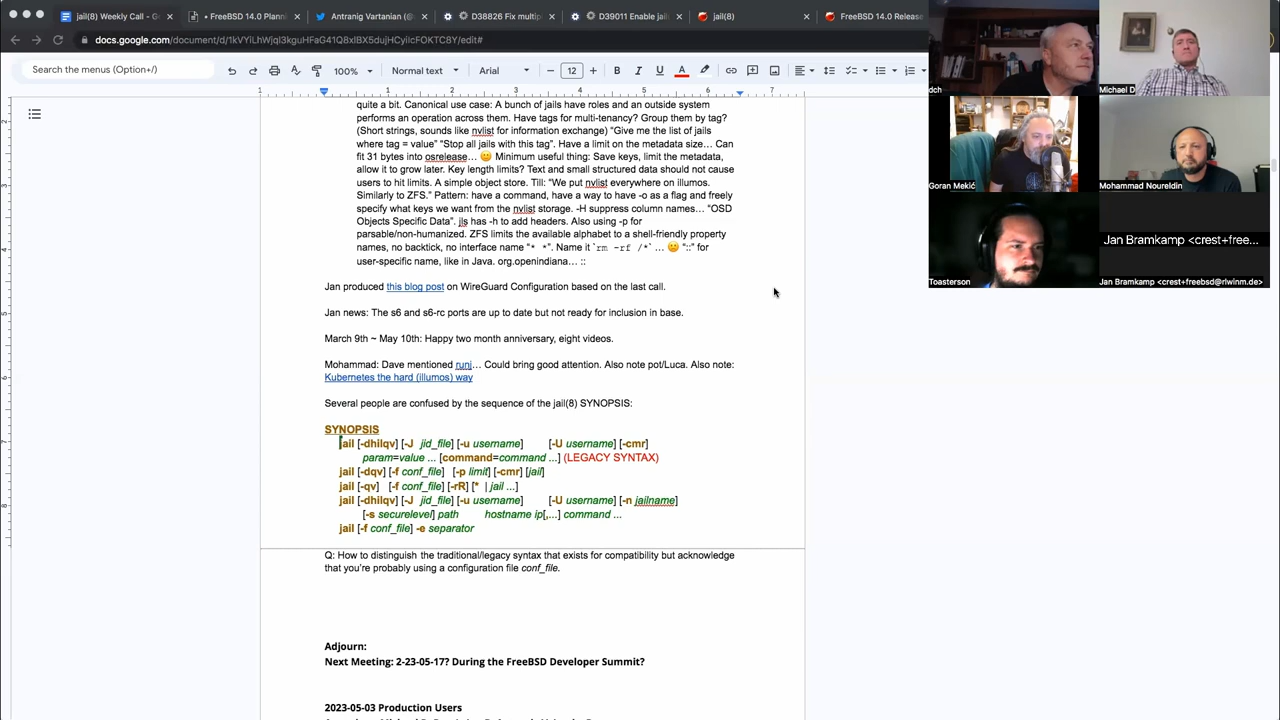 jail(8) Weekly Call - Goog
FreeBSD 14.0 Planni
Antranig Vartanian (@
D38826 Fix multip
D39011 Enable jail
jail(8)
FreeBSD 14.0 Release
docs.google.com/document/d/1kVYiLhWjql3kguHFaG41Q8xlBX5dujHCyiicFOKTC8Y/edit#
Search the menus (Option+/)
100%
Normal text
Arial
12
quite a bit. Canonical use case: A bunch of jails have roles and an outside system
performs an operation across them. Have tags for multi-tenancy? Group them by tag?
(Short strings, sounds like nvlist for information exchange) “Give me the list of jails
where tag = value” “Stop all jails with this tag”. Have a limit on the metadata size… Can
fit 31 bytes into osrelease… 😕 Minimum useful thing: Save keys, limit the metadata,
allow it to grow later. Key length limits? Text and small structured data should not cause
users to hit limits. A simple object store. Till: “We put nvlist everywhere on illumos.
Similarly to ZFS.” Pattern: have a command, have a way to have -o as a flag and freely
specify what keys we want from the nvlist storage. -H suppress column names… “OSD
Objects Specific Data”. jls has -h to add headers. Also using -p for
parsable/non-humanized. ZFS limits the available alphabet to a shell-friendly property
names, no backtick, no interface name “* *”. Name it `rm -rf /*` … 🙁 “::” for
user-specific name, like in Java. org.openindiana… ::
Jan produced this blog post on WireGuard Configuration based on the last call.
Jan news: The s6 and s6-rc ports are up to date but not ready for inclusion in base.
March 9th ~ May 10th: Happy two month anniversary, eight videos.
Mohammad: Dave mentioned runj… Could bring good attention. Also note pot/Luca. Also note:
Kubernetes the hard (illumos) way
Several people are confused by the sequence of the jail(8) SYNOPSIS:
SYNOPSIS
jail [-dhilqv] [-J jid_file] [-u username] [-U username] [-cmr]
param=value ... [command=command ...] (LEGACY SYNTAX)
jail [-dqv] [-f conf_file] [-p limit] [-cmr] [jail]
jail [-qv] [-f conf_file] [-rR] [* | jail ...]
jail [-dhilqv] [-J jid_file] [-u username] [-U username] [-n jailname]
[-s securelevel] path hostname ip[,...] command ...
jail [-f conf_file] -e separator
Q: How to distinguish the traditional/legacy syntax that exists for compatibility but acknowledge
that you’re probably using a configuration file conf_file.
Adjourn:
Next Meeting: 2-23-05-17? During the FreeBSD Developer Summit?
2023-05-03 Production Users
dch
Michael D
Goran Mekić
Mohammad Noureldin
Toasterson
Jan Bramkamp <crest+free...
Jan Bramkamp <crest+freebsd@rlwinm.de>